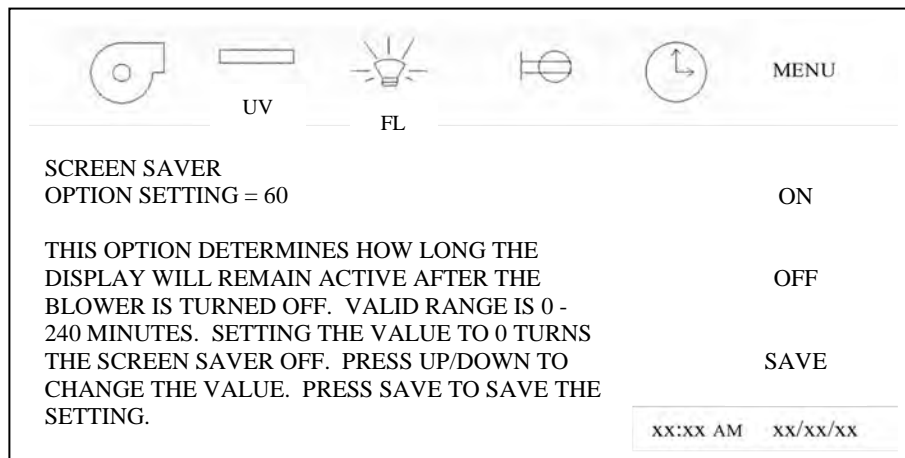 MENU
UV
FL
SCREEN SAVER
OPTION SETTING = 60
ON
THIS OPTION DETERMINES HOW LONG THE
DISPLAY WILL REMAIN ACTIVE AFTER THE
OFF
BLOWER IS TURNED OFF. VALID RANGE IS 0 -
240 MINUTES. SETTING THE VALUE TO 0 TURNS
THE SCREEN SAVER OFF. PRESS UP/DOWN TO
SAVE
CHANGE THE VALUE. PRESS SAVE TO SAVE THE
SETTING.
xx:xx AM xx/xx/xx